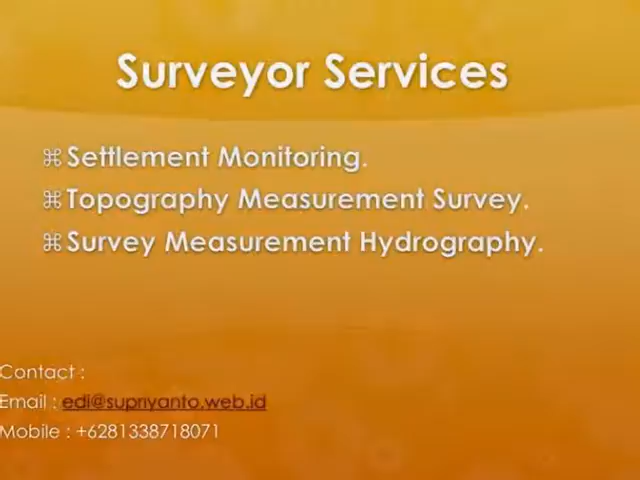 Surveyor Services
⌘Settlement Monitoring.
⌘Topography Measurement Survey.
⌘Survey Measurement Hydrography.
Contact :
Email : edi@supriyanto.web.id
Mobile : +6281338718071